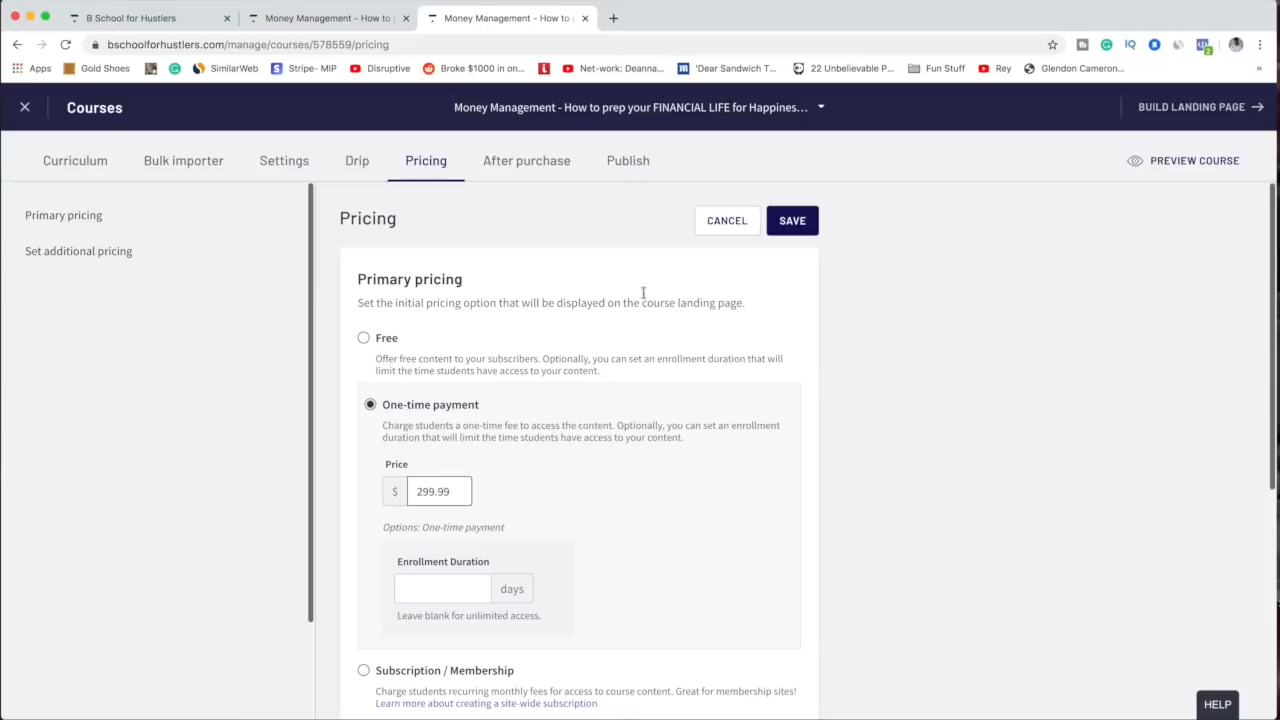 B School for Hustlers
Money Management - How to p
Money Management - How to p
bschoolforhustlers.com/manage/courses/578559/pricing
Apps
Gold Shoes
SimilarWeb
Stripe- MIP
Disruptive
Broke $1000 in on...
Net-work: Deanna...
'Dear Sandwich T...
22 Unbelievable P...
Fun Stuff
Rey
Glendon Cameron...
Courses
Money Management - How to prep your FINANCIAL LIFE for Happines...
BUILD LANDING PAGE
Curriculum
Bulk importer
Settings
Drip
Pricing
After purchase
Publish
PREVIEW COURSE
Primary pricing
Set additional pricing
Pricing
CANCEL
SAVE
Primary pricing
Set the initial pricing option that will be displayed on the course landing page.
Free
Offer free content to your subscribers. Optionally, you can set an enrollment duration that will
limit the time students have access to your content.
One-time payment
Charge students a one-time fee to access the content. Optionally, you can set an enrollment
duration that will limit the time students have access to your content.
Price
$ 299.99
Options: One-time payment
Enrollment Duration
days
Leave blank for unlimited access.
Subscription / Membership
Charge students recurring monthly fees for access to course content. Great for membership sites!
Learn more about creating a site-wide subscription
HELP